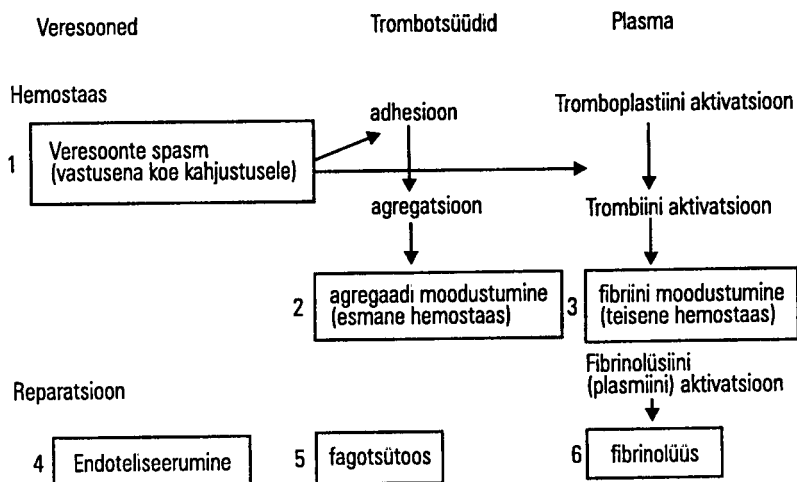 Veresooned
Trombotsüüdid
Plasma
Hemostaas
adhesioon
Tromboplastiini aktivatsioon
1
Veresoonte spasm
(vastusena koe kahjustusele)
agregatsioon
Trombiini aktivatsioon
2
agregaadi moodustumine
(esmane hemostaas)
3
fibriini moodustumine
(teisene hemostaas)
Fibrinolüsiini
(plasmiini) aktivatsioon
Reparatsioon
4
Endoteliseerumine
5
fagotsütoos
6
fibrinolüüs